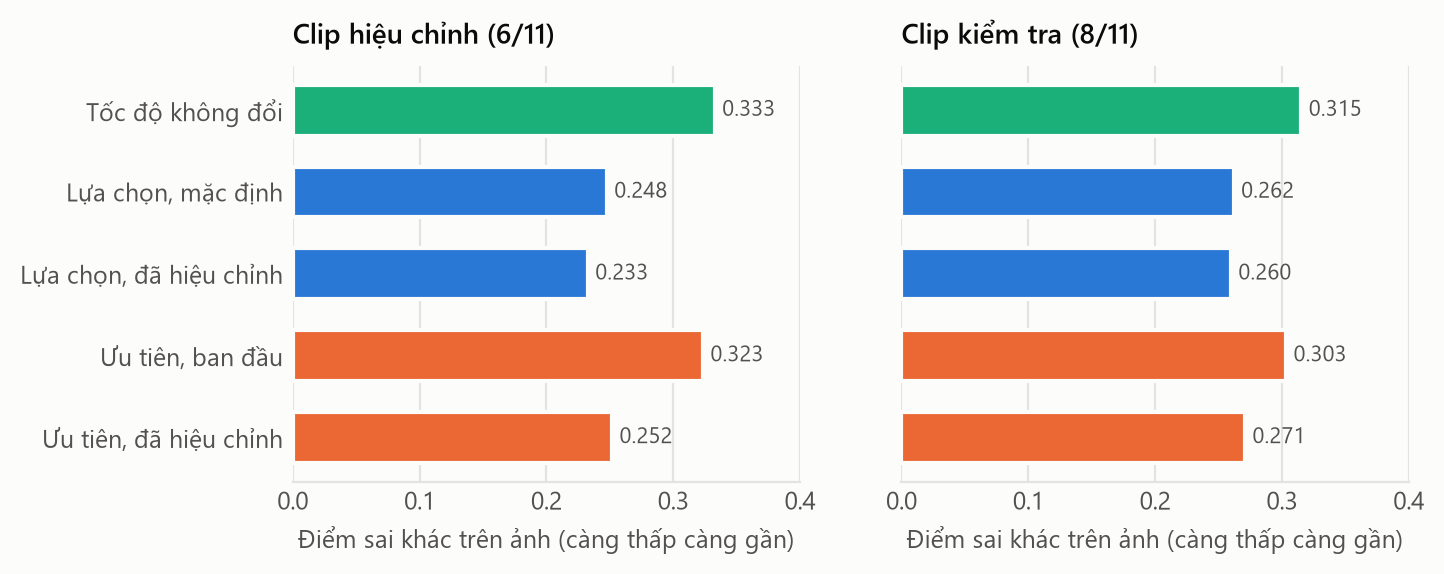 Clip hiệu chỉnh (6/11)
Tốc độ không đổi 0.333
Lựa chọn, mặc định 0.248
Lựa chọn, đã hiệu chỉnh 0.233
Ưu tiên, ban đầu 0.323
Ưu tiên, đã hiệu chỉnh 0.252
0.0 0.1 0.2 0.3 0.4
Điểm sai khác trên ảnh (càng thấp càng gần)
Clip kiểm tra (8/11)
0.315
0.262
0.260
0.303
0.271
0.0 0.1 0.2 0.3 0.4
Điểm sai khác trên ảnh (càng thấp càng gần)